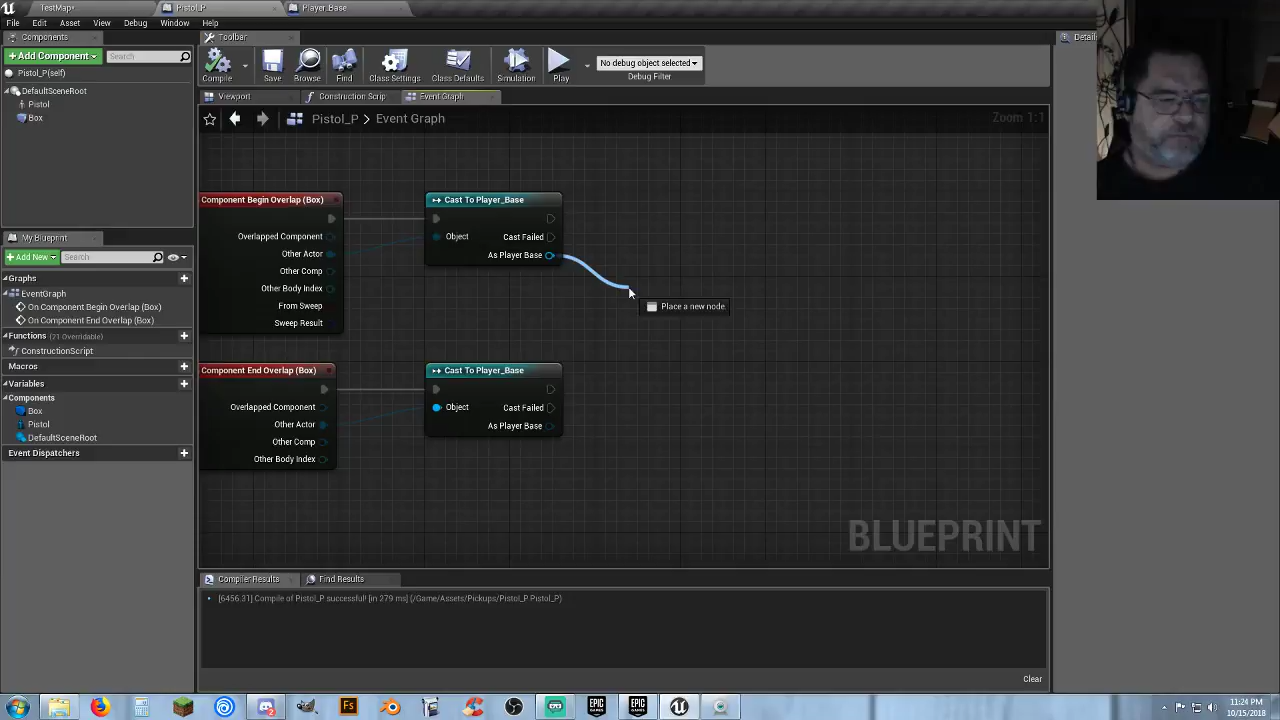 TestMap*
Pistol_P
Player_Base
File Edit Asset View Debug Window Help
Components
Toolbar
Details
Add Component
Search
Pistol_P(self)
DefaultSceneRoot
Pistol
Box
Compile
Save
Browse
Find
Class Settings
Class Defaults
Simulation
Play
No debug object selected
Debug Filter
Viewport
Construction Scrip
Event Graph
Pistol_P > Event Graph
Zoom 1:1
Component Begin Overlap (Box)
Overlapped Component
Other Actor
Other Comp
Other Body Index
From Sweep
Sweep Result
Cast To Player_Base
Object
Cast Failed
As Player Base
Place a new node.
Component End Overlap (Box)
Overlapped Component
Other Actor
Other Comp
Other Body Index
Cast To Player_Base
Object
Cast Failed
As Player Base
BLUEPRINT
My Blueprint
Add New
Search
Graphs
EventGraph
On Component Begin Overlap (Box)
On Component End Overlap (Box)
Functions (21 Overridable)
ConstructionScript
Macros
Variables
Components
Box
Pistol
DefaultSceneRoot
Event Dispatchers
Compiler Results
Find Results
[6456.31] Compile of Pistol_P successful! [in 279 ms] (/Game/Assets/Pickups/Pistol_P.Pistol_P)
Clear
Fs
EPIC GAMES
EPIC GAMES
11:24 PM
10/15/2018